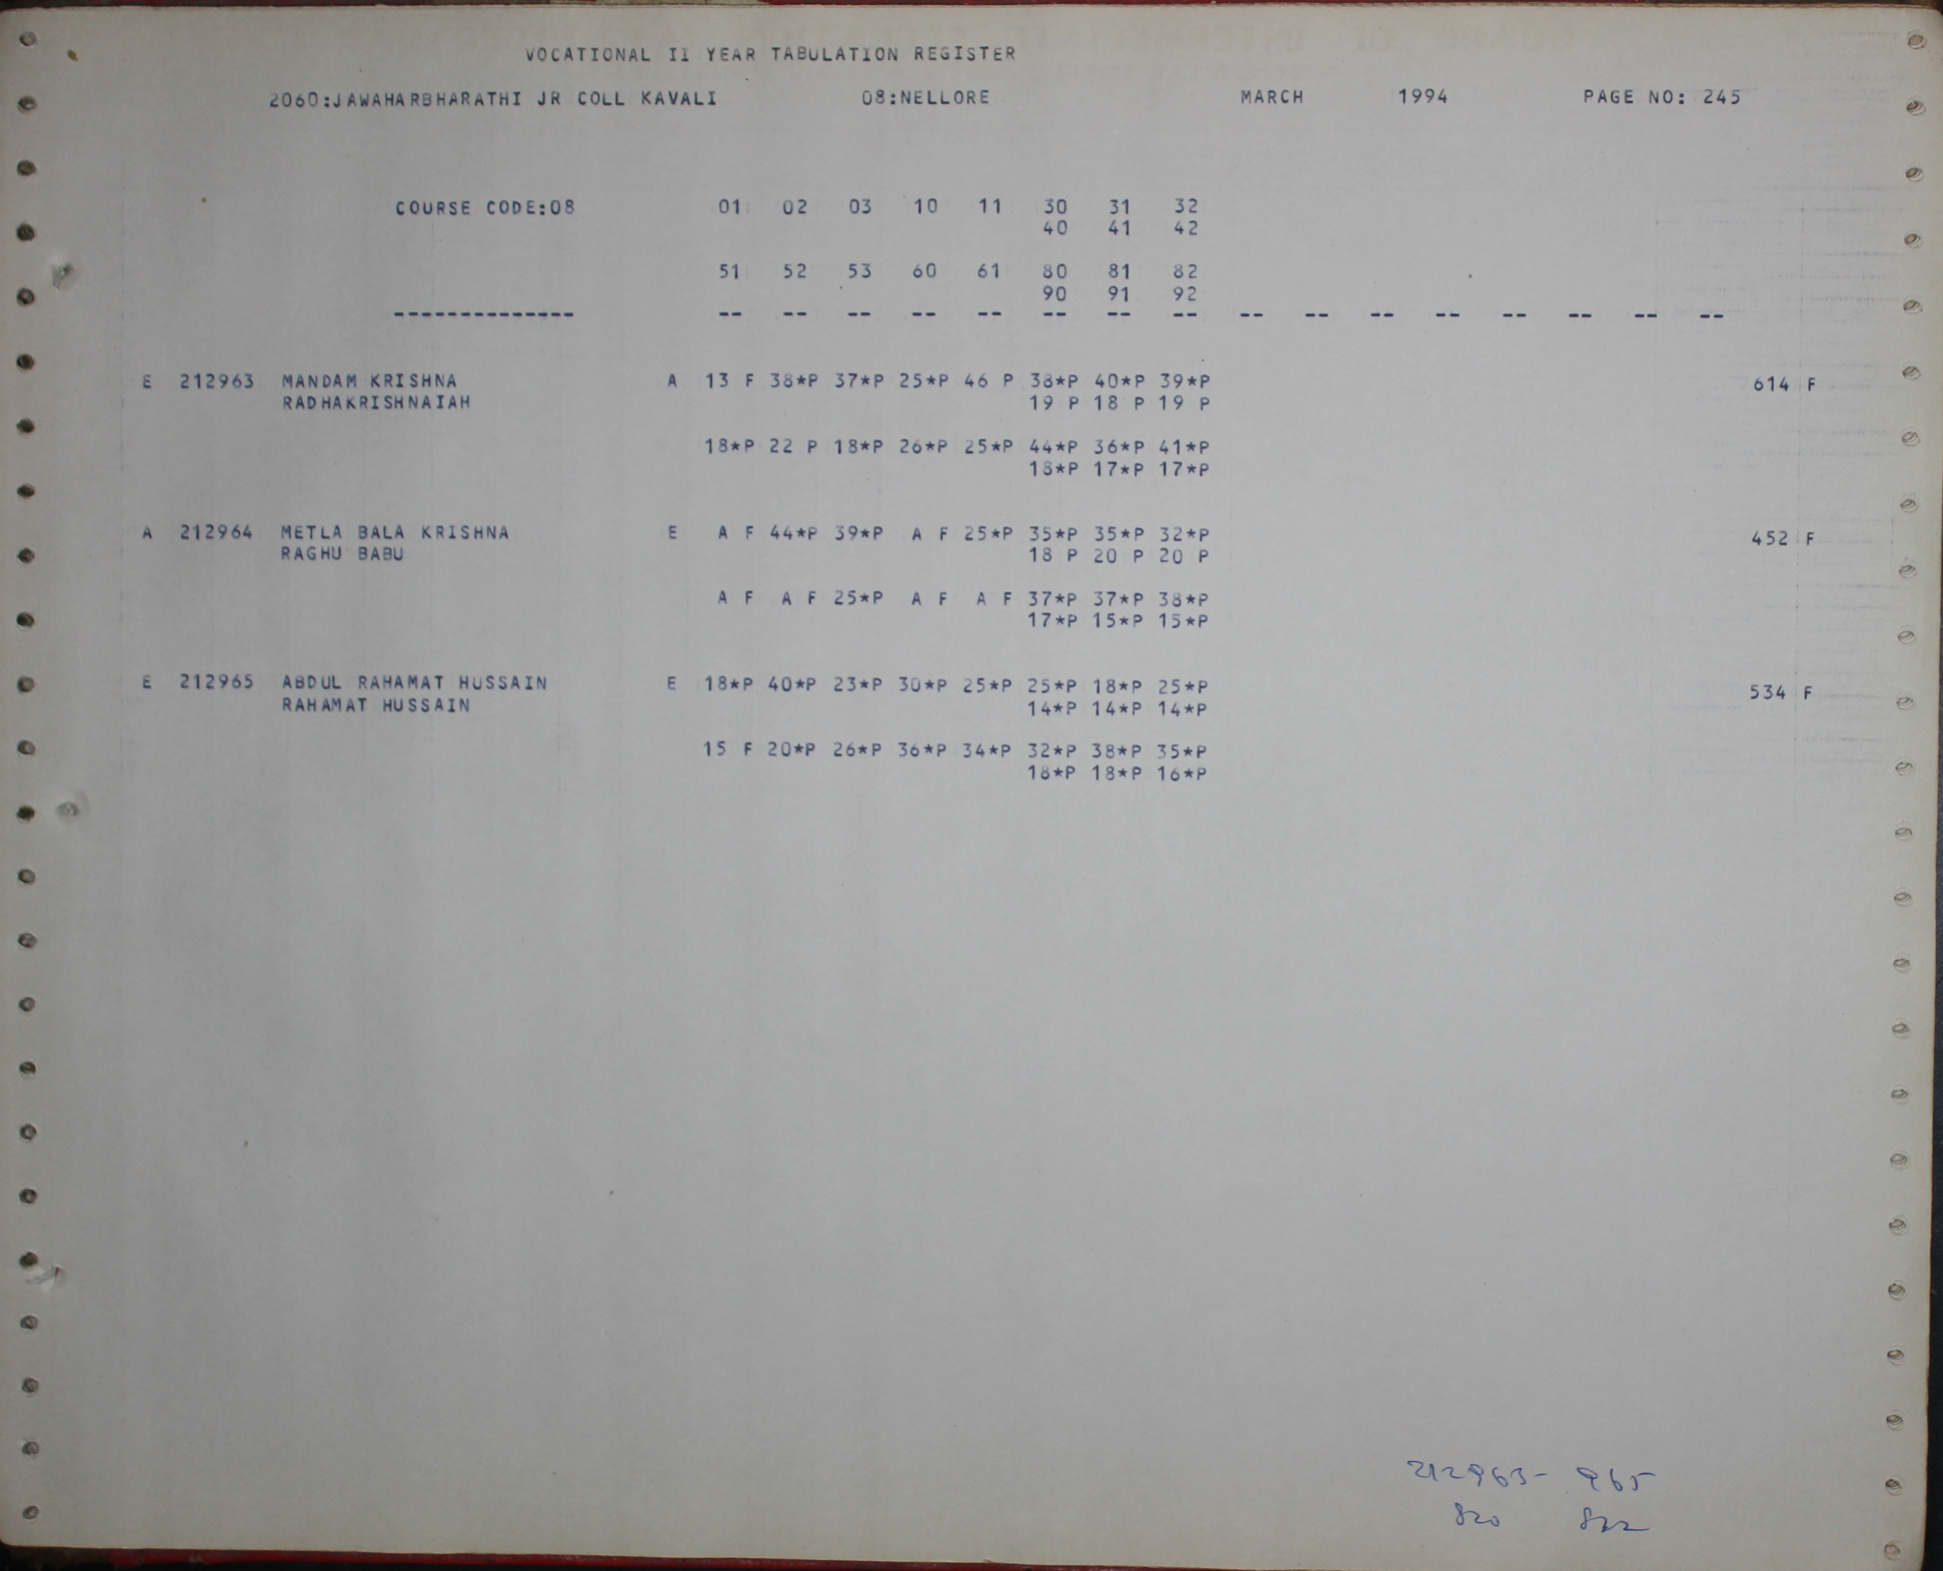 VOCATIONAL II YEAR TABULATION REGISTER
2060:JAWAHARBHARATHI JR COLL KAVALI 08:NELLORE MARCH 1994 PAGE NO: 245
COURSE CODE:08 01 02 03 10 11 30 31 32
40 41 42
51 52 53 60 61 80 81 82
90 91 92
-------------- -- -- -- -- -- -- -- -- -- -- -- -- -- -- -- --
E 212963 MANDAM KRISHNA A 13 F 38*P 37*P 25*P 46 P 38*P 40*P 39*P 614 F
RADHAKRISHNAIAH 19 P 18 P 19 P
18*P 22 P 18*P 26*P 25*P 44*P 36*P 41*P
18*P 17*P 17*P
A 212964 METLA BALA KRISHNA E A F 44*P 39*P A F 25*P 35*P 35*P 32*P 452 F
RAGHU BABU 18 P 20 P 20 P
A F A F 25*P A F A F 37*P 37*P 38*P
17*P 15*P 15*P
E 212965 ABDUL RAHAMAT HUSSAIN E 18*P 40*P 23*P 30*P 25*P 25*P 18*P 25*P 534 F
RAHAMAT HUSSAIN 14*P 14*P 14*P
15 F 20*P 26*P 36*P 34*P 32*P 38*P 35*P
18*P 18*P 16*P
212963- 965
820 822